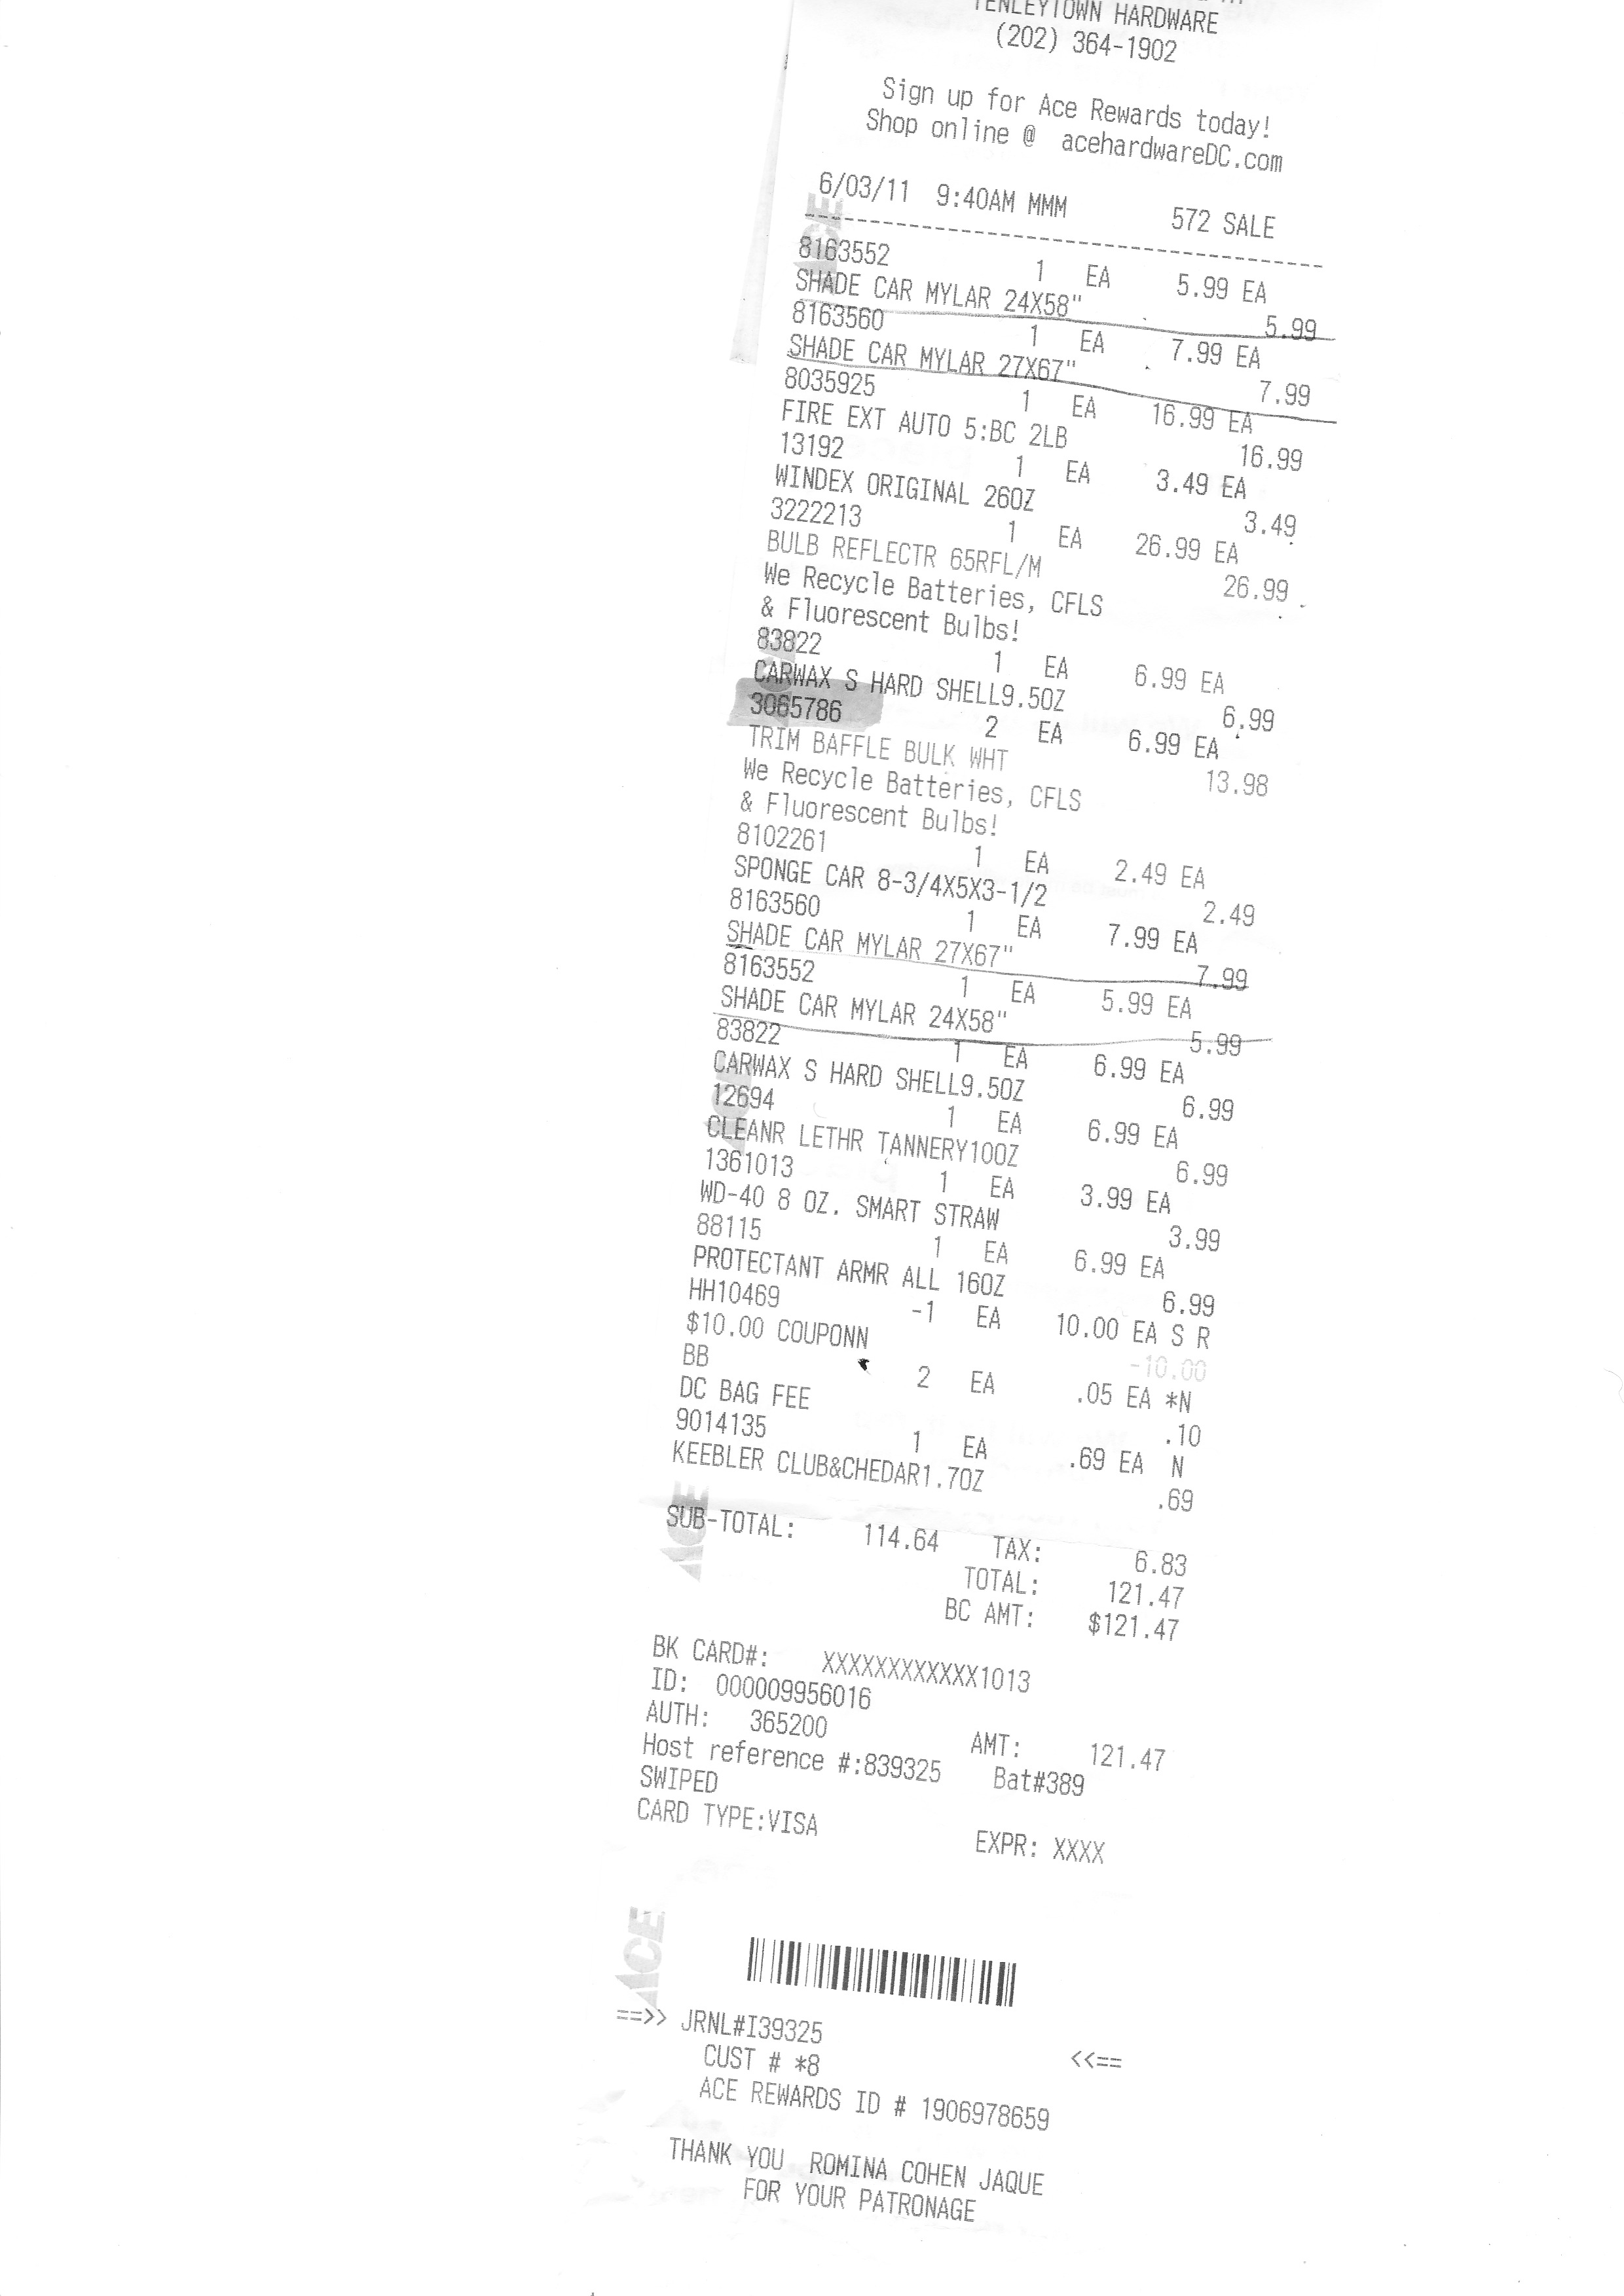 TENLEYTOWN HARDWARE
(202) 364-1902
Sign up for Ace Rewards today!
Shop online @ acehardwareDC.com
6/03/11 9:40AM MMM 572 SALE
----------------------------------------
8163552 1 EA 5.99 EA
SHADE CAR MYLAR 24X58" 5.99
8163560 1 EA 7.99 EA
SHADE CAR MYLAR 27X67" 7.99
8035925 1 EA 16.99 EA
FIRE EXT AUTO 5:BC 2LB 16.99
13192 1 EA 3.49 EA
WINDEX ORIGINAL 26OZ 3.49
3222213 1 EA 26.99 EA
BULB REFLECTR 65RFL/M 26.99
We Recycle Batteries, CFLS
& Fluorescent Bulbs!
83822 1 EA 6.99 EA
CARWAX S HARD SHELL9.5OZ 6.99
3065786 2 EA 6.99 EA
TRIM BAFFLE BULK WHT 13.98
We Recycle Batteries, CFLS
& Fluorescent Bulbs!
8102261 1 EA 2.49 EA
SPONGE CAR 8-3/4X5X3-1/2 2.49
8163560 1 EA 7.99 EA
SHADE CAR MYLAR 27X67" 7.99
8163552 1 EA 5.99 EA
SHADE CAR MYLAR 24X58" 5.99
83822 1 EA 6.99 EA
CARWAX S HARD SHELL9.5OZ 6.99
12694 1 EA 6.99 EA
CLEANR LETHR TANNERY10OZ 6.99
1361013 1 EA 3.99 EA
WD-40 8 OZ. SMART STRAW 3.99
88115 1 EA 6.99 EA
PROTECTANT ARMR ALL 16OZ 6.99
HH10469 -1 EA 10.00 EA S R
$10.00 COUPONN -10.00
BB 2 EA .05 EA *N
DC BAG FEE .10
9014135 1 EA .69 EA N
KEEBLER CLUB&CHEDAR1.7OZ .69
SUB-TOTAL: 114.64 TAX: 6.83
TOTAL: 121.47
BC AMT: $121.47
BK CARD#: XXXXXXXXXXXX1013
ID: 000009956016
AUTH: 365200 AMT: 121.47
Host reference #:839325 Bat#389
SWIPED
CARD TYPE:VISA EXPR: XXXX
ACE
==>> JRNL#I39325 <<==
CUST # *8
ACE REWARDS ID # 1906978659
THANK YOU ROMINA COHEN JAQUE
FOR YOUR PATRONAGE